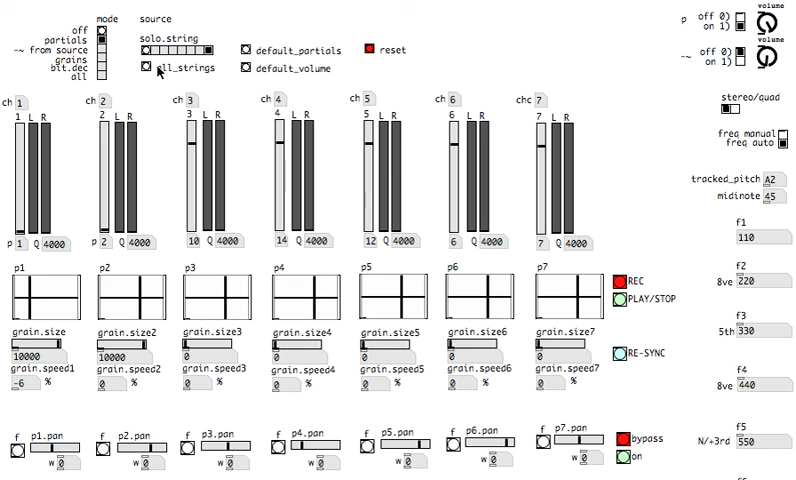 mode source
volume
off
partials
-~ from source
grains
bit.dec
all
solo.string
default_partials
reset
all_strings
default_volume
p off 0)
on 1)
volume
-~ off 0)
on 1)
stereo/quad
freq manual
freq auto
tracked_pitch A2
midinote 45
ch 1 ch 2 ch 3 ch 4 ch 5 ch 6 chc 7
1 L R 2 L R 3 L R 4 L R 5 L R 6 L R 7 L R
p 1 Q 4000 p 2 Q 4000 10 Q 4000 14 Q 4000 12 Q 4000 6 Q 4000 7 Q 4000
f1
110
f2
8ve 220
f3
5th 330
f4
8ve 440
f5
N/+3rd 550
p1 p2 p3 p4 p5 p6 p7
REC
PLAY/STOP
grain.size grain.size2 grain.size3 grain.size4 grain.size5 grain.size6 grain.size7
10000 10000 0 0 0 0 0
RE-SYNC
grain.speed1 grain.speed2 grain.speed3 grain.speed4 grain.speed5 grain.speed6 grain.speed7
-6 % 0 % 0 % 0 % 0 % 0 % 0 %
f p1.pan f p2.pan f p3.pan f p4.pan f p5.pan f p6.pan f p7.pan
w 0 w 0 w 0 w 0 w 0 w 0 w 0
bypass
on